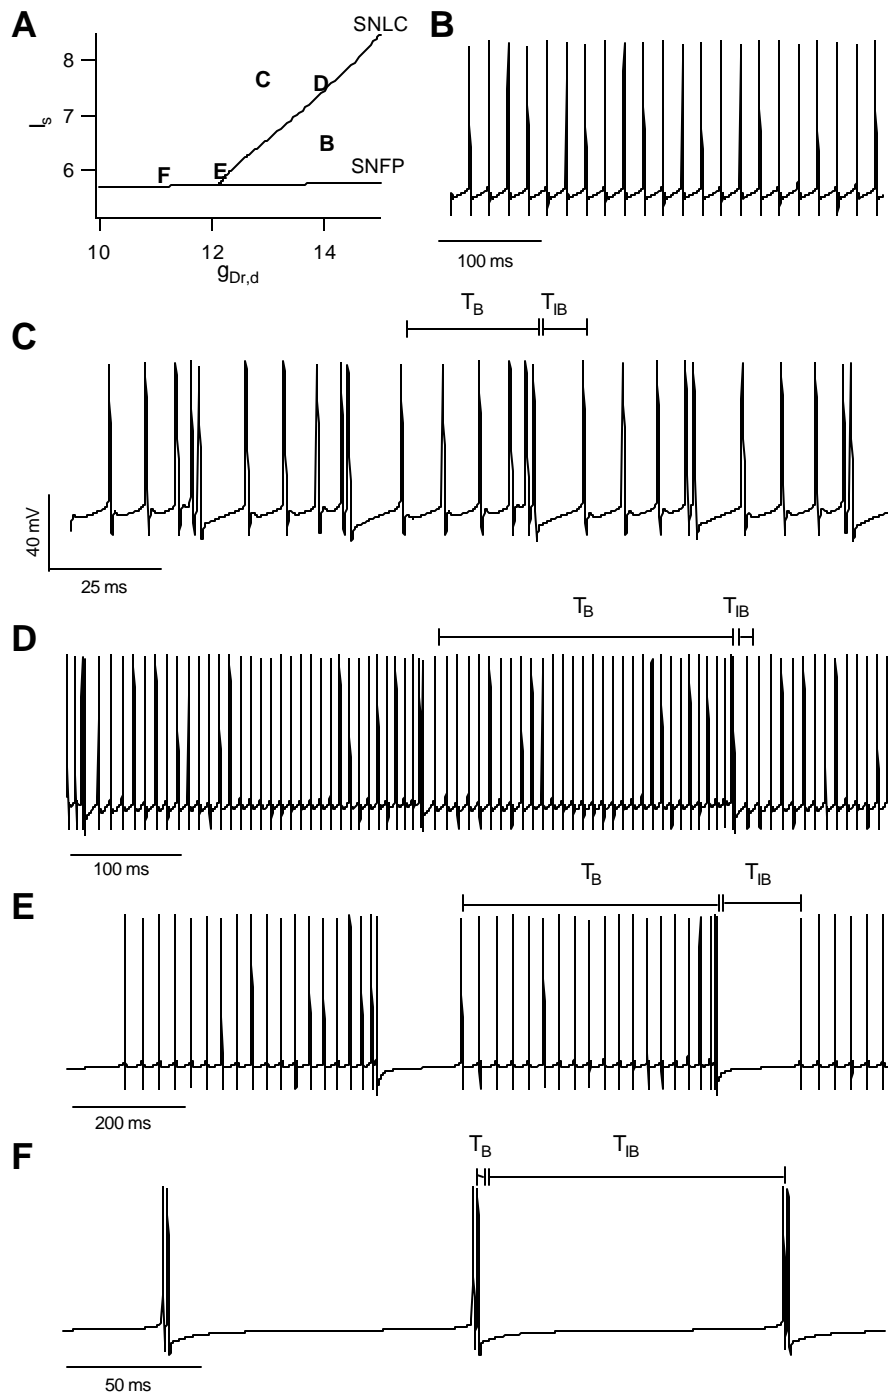 A
SNLC
8
7
6
I_s
C
D
B
E
F
SNFP
10
12
14
g_Dr,d
B
100 ms
C
T_B
T_IB
40 mV
25 ms
D
T_B
T_IB
100 ms
E
T_B
T_IB
200 ms
F
T_B
T_IB
50 ms